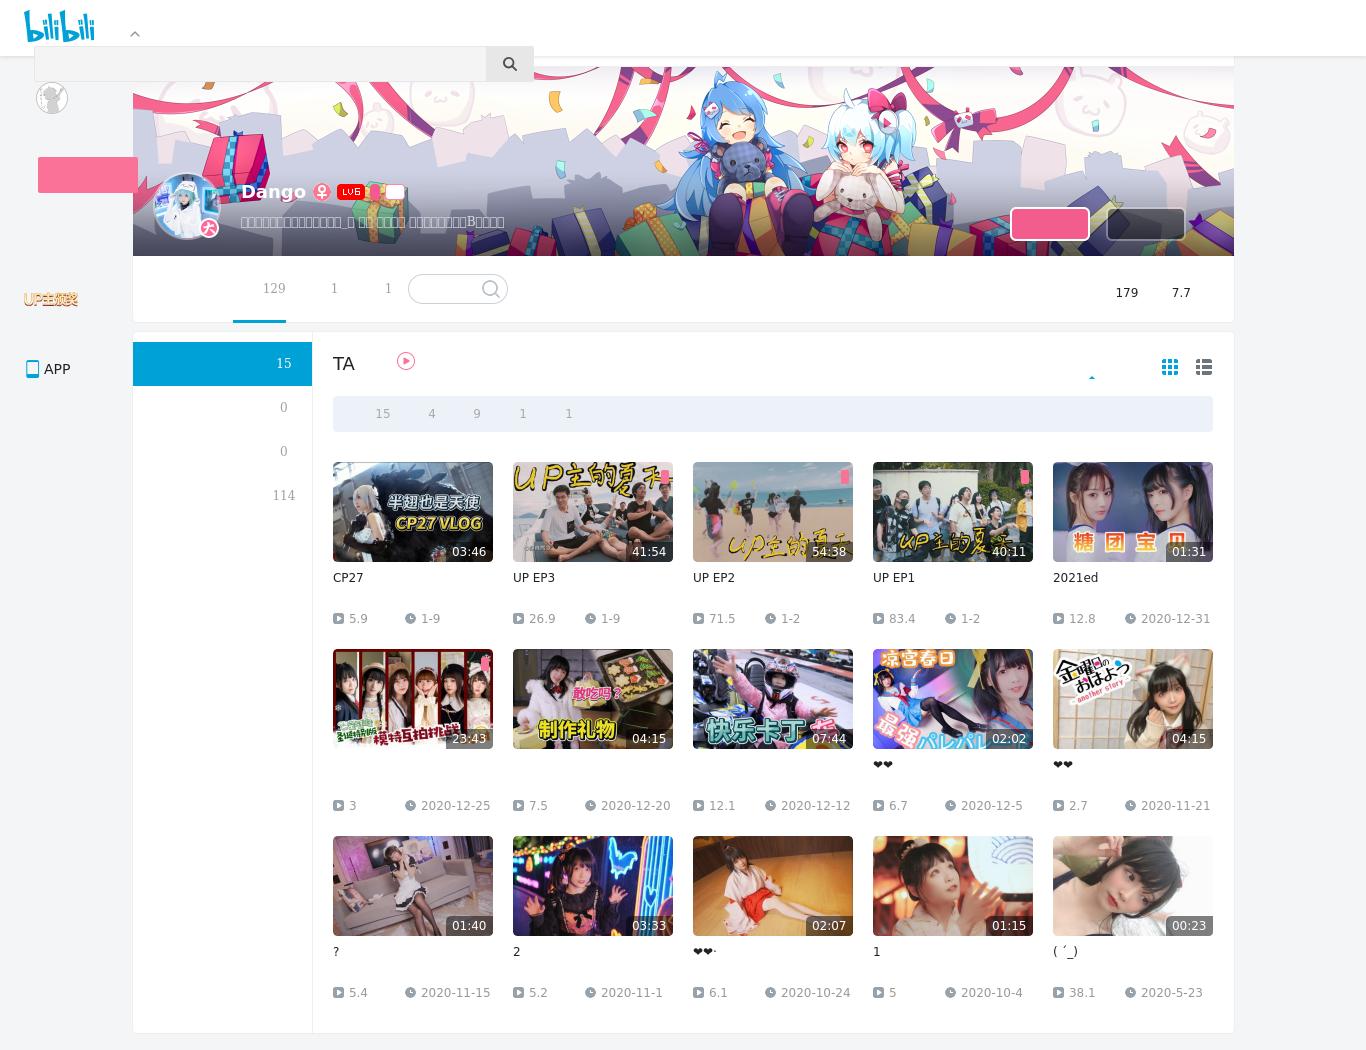 bilibili
Dango LV6
B
UP主颁奖
APP
129 1 1
179 7.7
15
0
0
114
TA
15 4 9 1 1
半翅也是天使
CP27 VLOG
03:46
UP主的夏天
41:54
UP主的夏天
54:38
UP主的夏天
40:11
糖团宝贝
01:31
CP27
UP EP3
UP EP2
UP EP1
2021ed
5.9 1-9
26.9 1-9
71.5 1-2
83.4 1-2
12.8 2020-12-31
圣诞特别版
模特互拍挑战
23:43
敢吃吗?
制作礼物
04:15
快乐卡丁
07:44
凉宫春日
最强
パレパレ
02:02
金曜日の
おはよう
another story
04:15
❤❤
❤❤
3 2020-12-25
7.5 2020-12-20
12.1 2020-12-12
6.7 2020-12-5
2.7 2020-11-21
01:40
03:33
02:07
01:15
00:23
?
2
❤❤·
1
( ´_)
5.4 2020-11-15
5.2 2020-11-1
6.1 2020-10-24
5 2020-10-4
38.1 2020-5-23